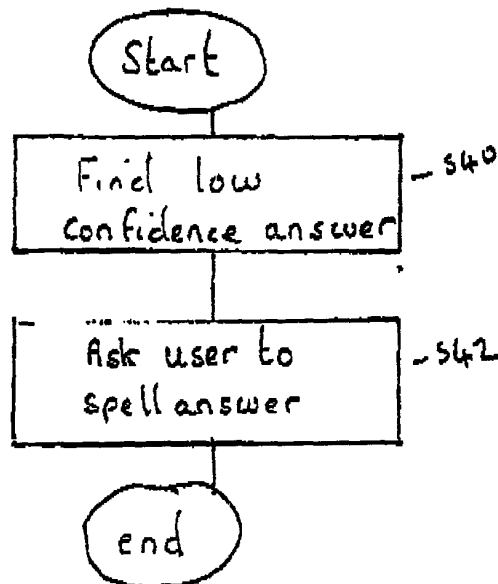 Start
Find low
confidence answer
S40
Ask user to
spell answer
S42
end